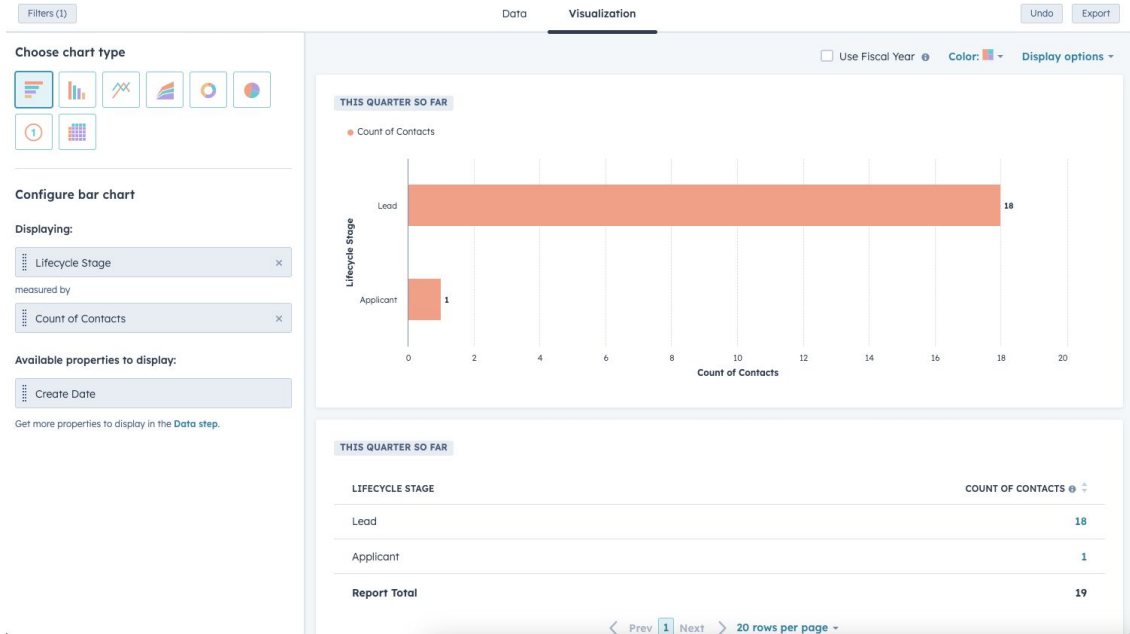 Filters (1)
Data
Visualization
Undo
Export
Choose chart type
1
Configure bar chart
Displaying:
Lifecycle Stage ×
measured by
Count of Contacts ×
Available properties to display:
Create Date
Get more properties to display in the Data step.
Use Fiscal Year i Color: Display options
THIS QUARTER SO FAR
Count of Contacts
Lifecycle Stage
Lead 18
Applicant 1
0 2 4 6 8 10 12 14 16 18 20
Count of Contacts
THIS QUARTER SO FAR
LIFECYCLE STAGE COUNT OF CONTACTS i
Lead 18
Applicant 1
Report Total 19
Prev 1 Next 20 rows per page